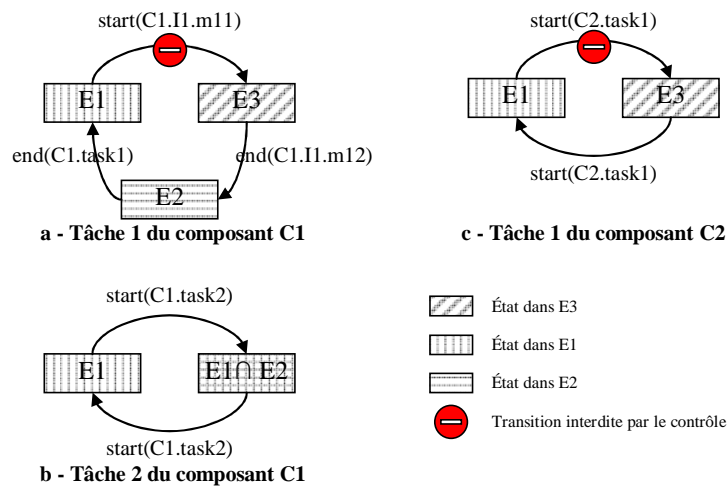 start(C1.I1.m11)
E1
E3
end(C1.task1)
end(C1.I1.m12)
E2
a - Tâche 1 du composant C1
start(C2.task1)
E1
E3
start(C2.task1)
c - Tâche 1 du composant C2
start(C1.task2)
E1
E1∩E2
start(C1.task2)
b - Tâche 2 du composant C1
État dans E3
État dans E1
État dans E2
Transition interdite par le contrôle